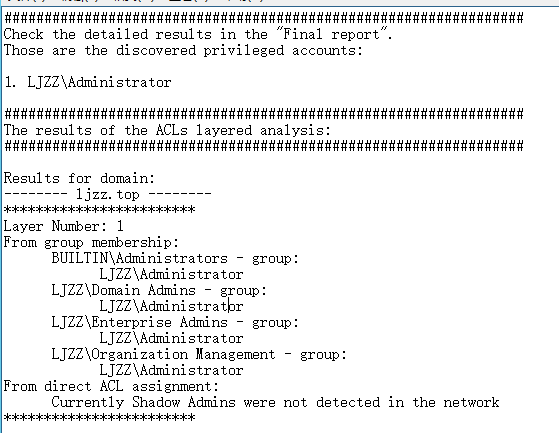 #################################################################
Check the detailed results in the "Final report".
Those are the discovered privileged accounts:
1. LJZZ\Administrator
#################################################################
The results of the ACLs layered analysis:
#################################################################
Results for domain:
-------- ljzz.top --------
************************
Layer Number: 1
From group membership:
BUILTIN\Administrators - group:
LJZZ\Administrator
LJZZ\Domain Admins - group:
LJZZ\Administrator
LJZZ\Enterprise Admins - group:
LJZZ\Administrator
LJZZ\Organization Management - group:
LJZZ\Administrator
From direct ACL assignment:
Currently Shadow Admins were not detected in the network
************************